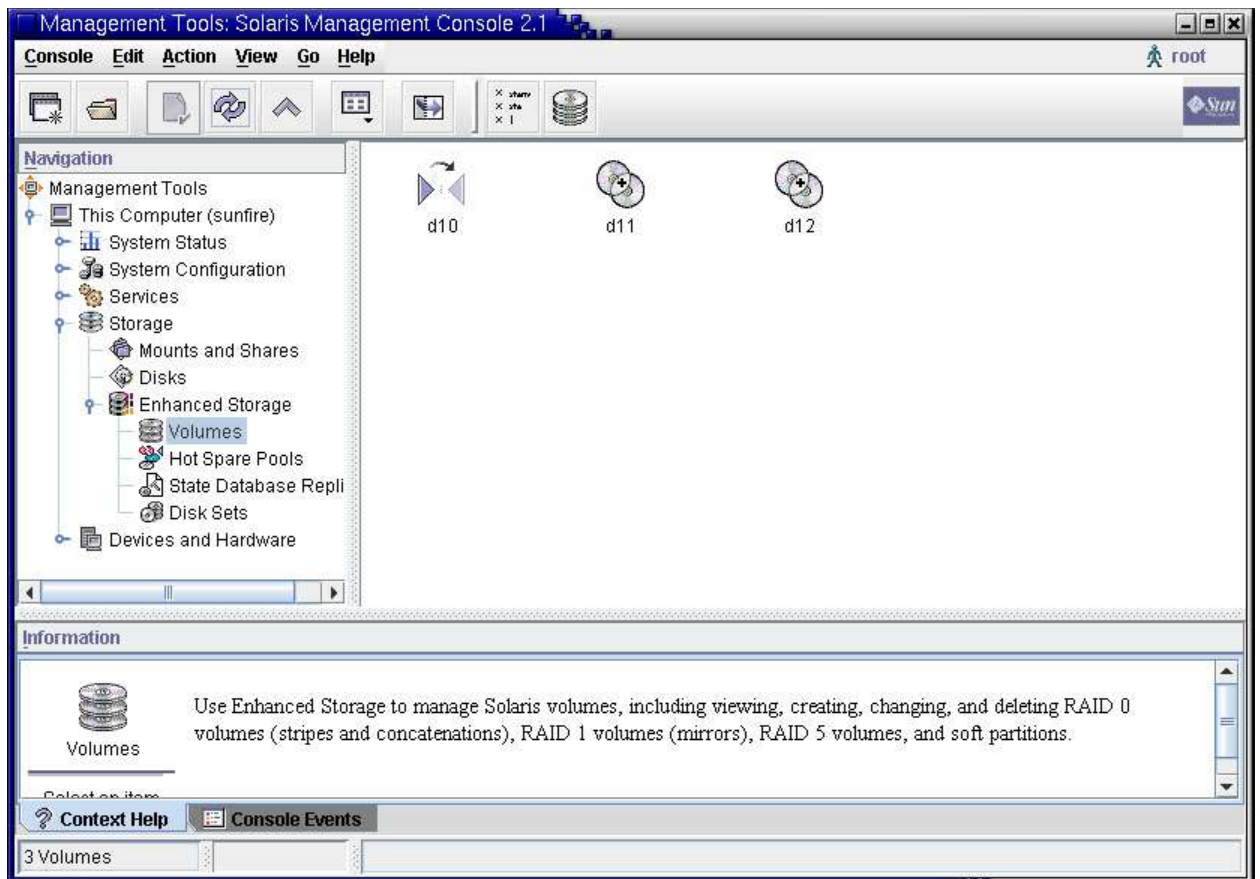 Management Tools: Solaris Management Console 2.1
Console Edit Action View Go Help
root
Sun
Navigation
Management Tools
This Computer (sunfire)
System Status
System Configuration
Services
Storage
Mounts and Shares
Disks
Enhanced Storage
Volumes
Hot Spare Pools
State Database Repli
Disk Sets
Devices and Hardware
d10
d11
d12
Information
Volumes
Use Enhanced Storage to manage Solaris volumes, including viewing, creating, changing, and deleting RAID 0
volumes (stripes and concatenations), RAID 1 volumes (mirrors), RAID 5 volumes, and soft partitions.
Select an item
Context Help
Console Events
3 Volumes